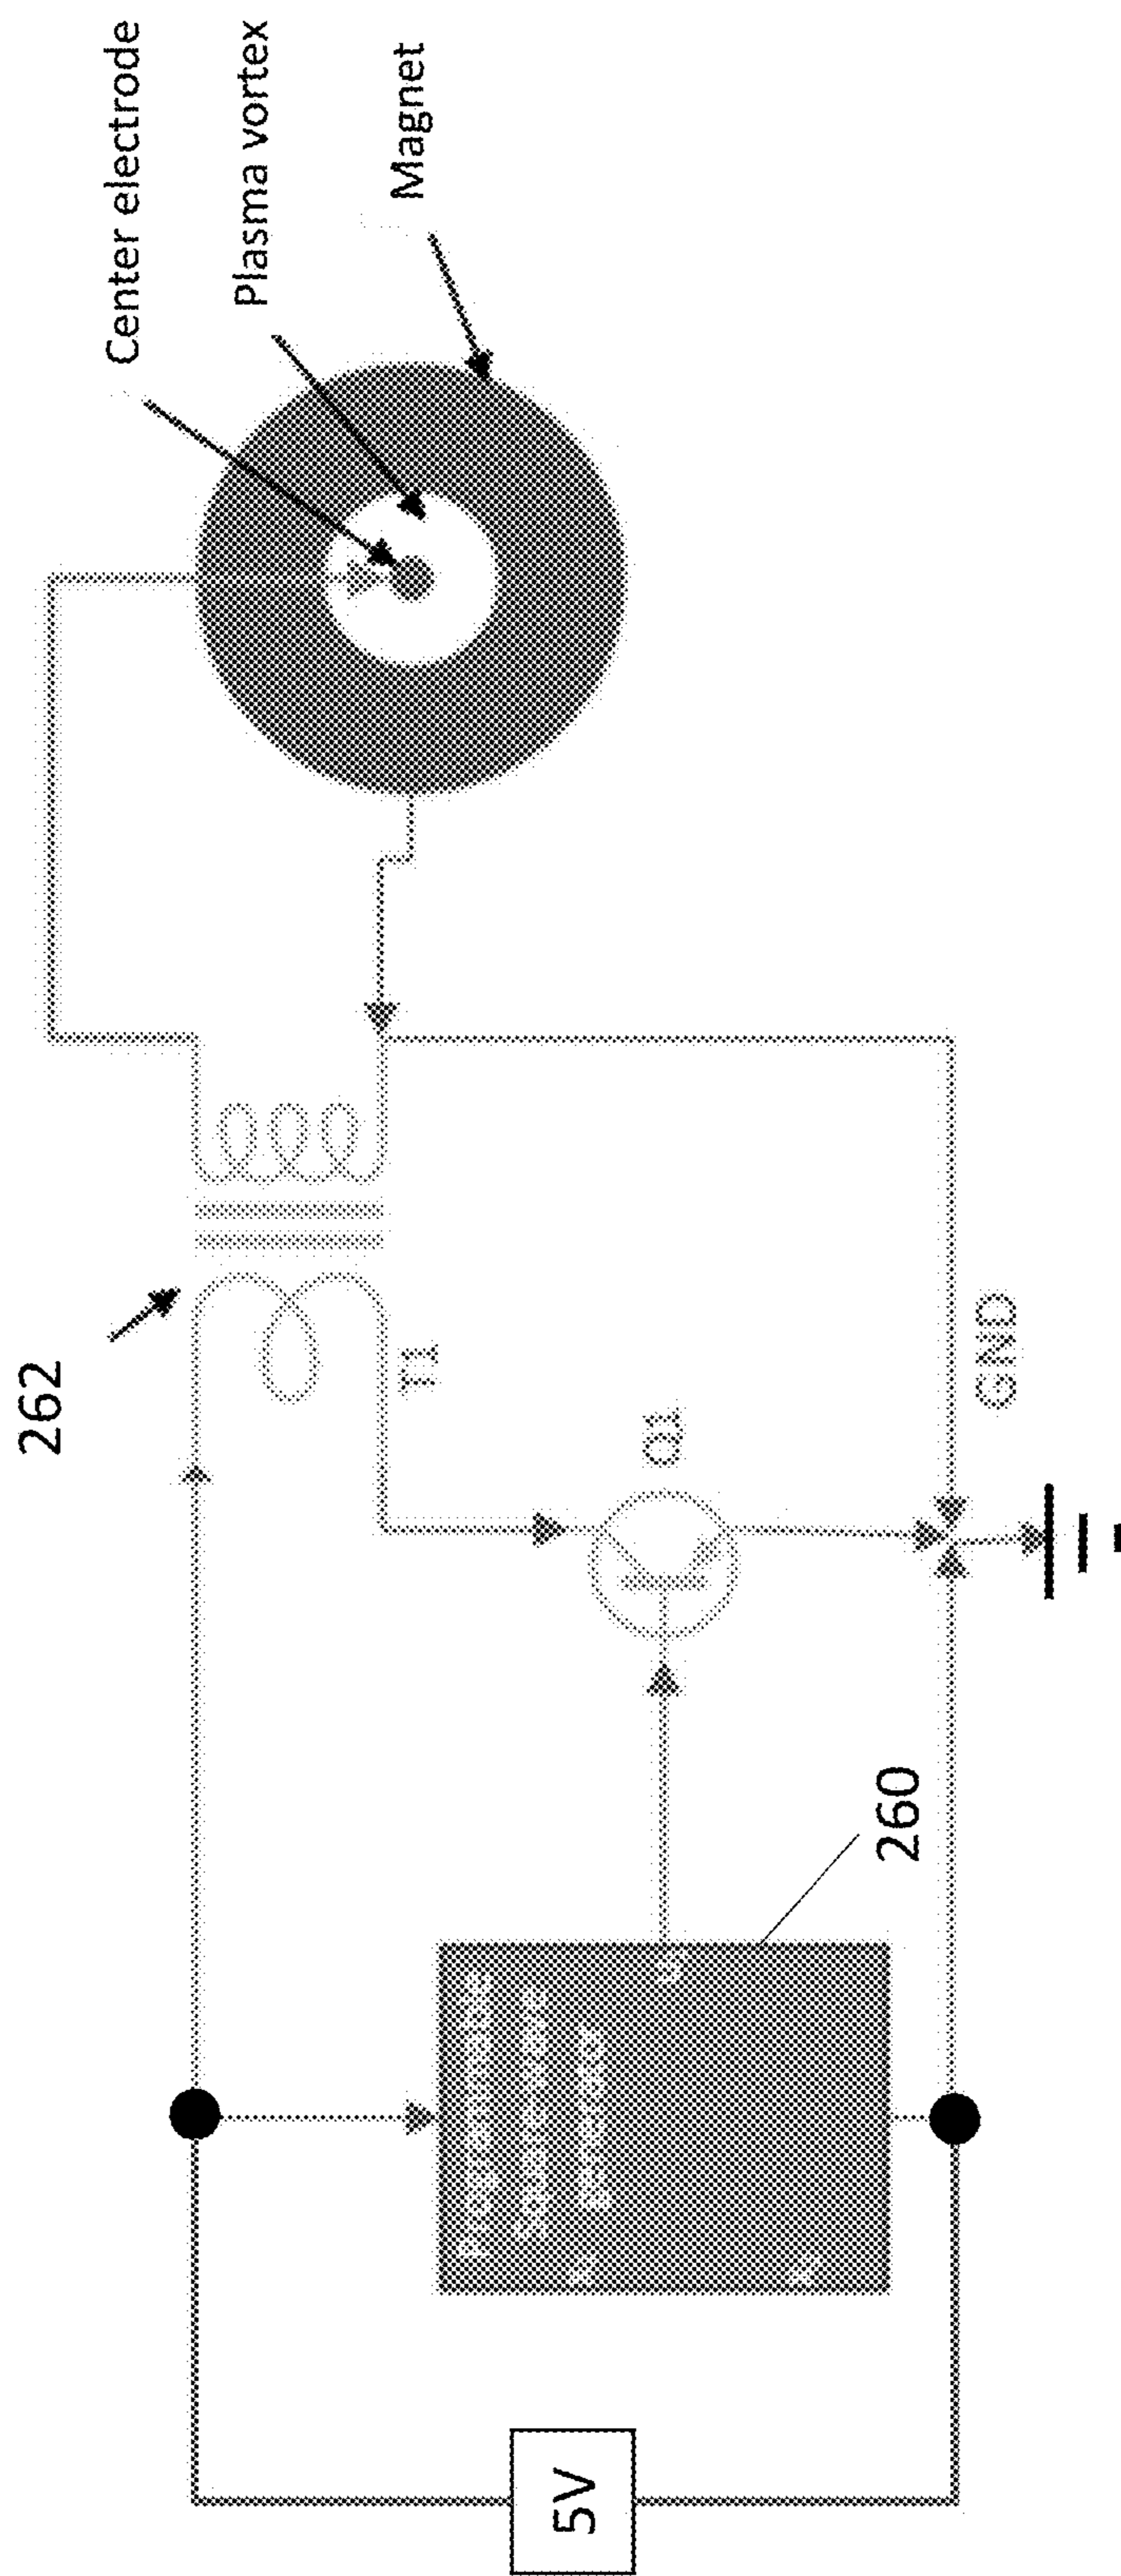 Center electrode
Plasma vortex
Magnet
262
T1
Q1
GND
260
5V